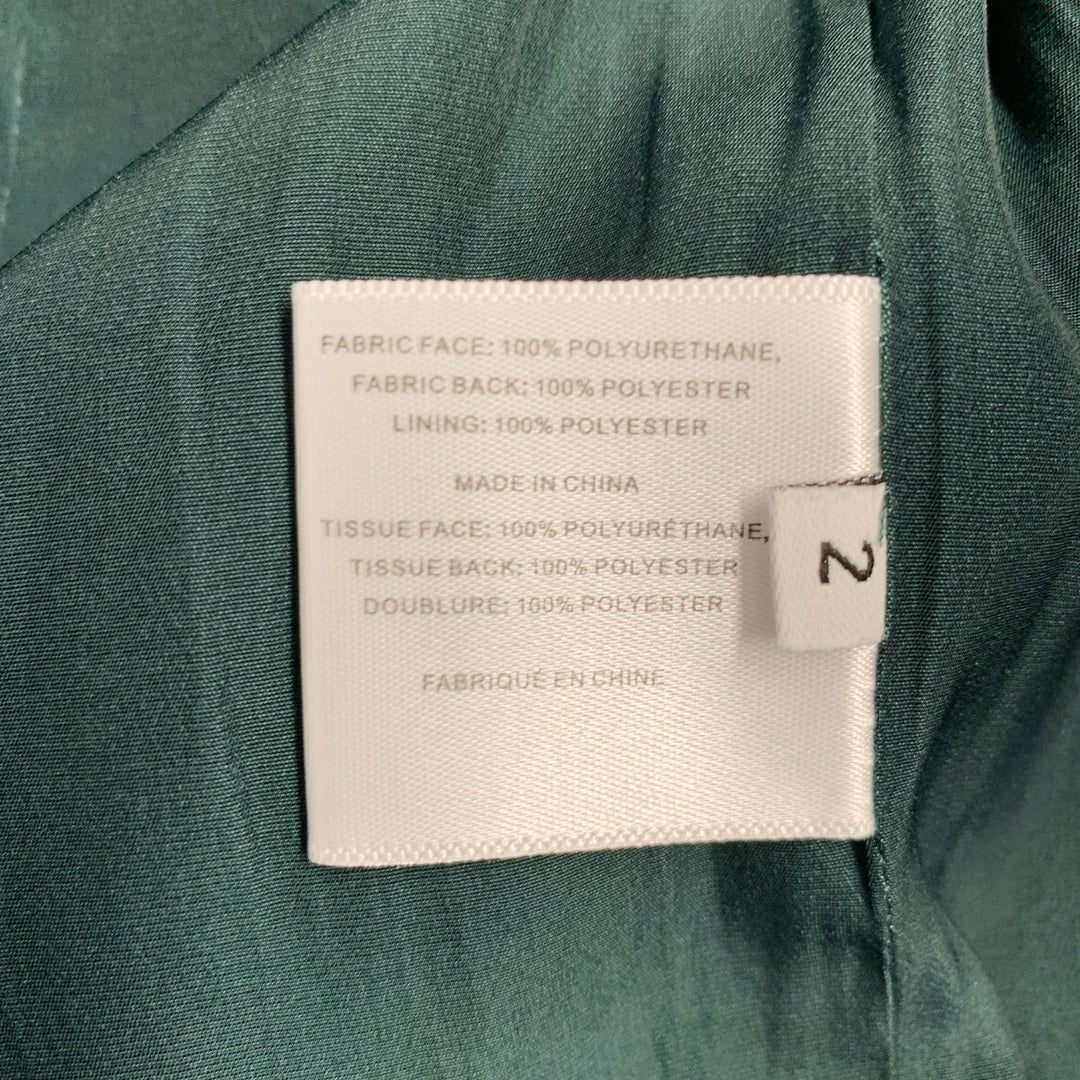 FABRIC FACE: 100% POLYURETHANE,
FABRIC BACK: 100% POLYESTER
LINING: 100% POLYESTER
MADE IN CHINA
TISSUE FACE: 100% POLYURÉTHANE,
TISSUE BACK: 100% POLYESTER
DOUBLURE: 100% POLYESTER
FABRIQUÉ EN CHINE
2